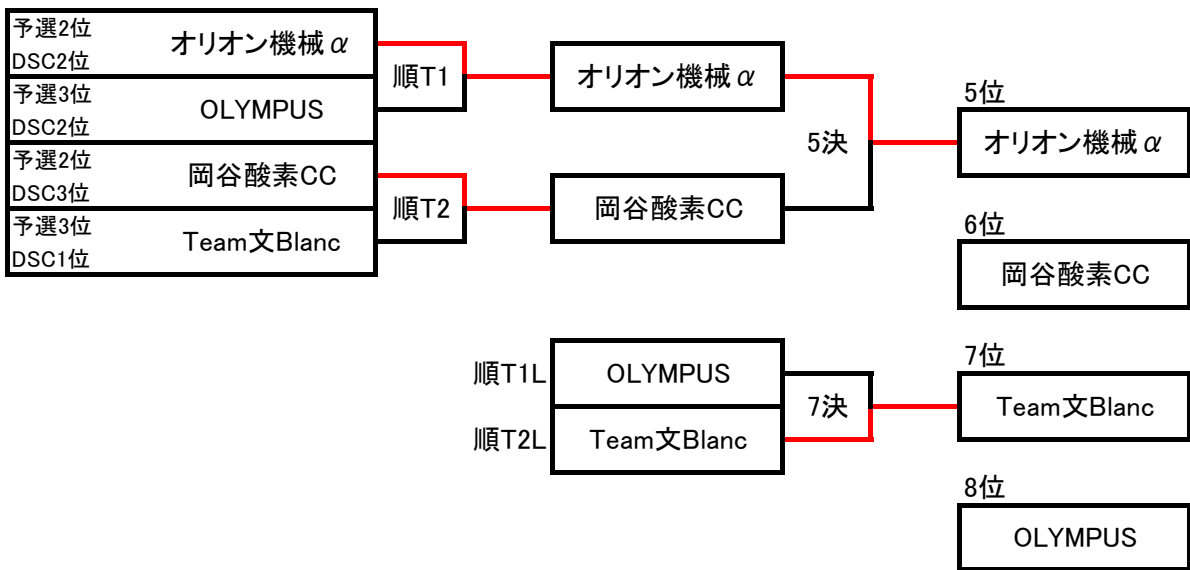 予選2位
DSC2位
オリオン機械α
予選3位
DSC2位
OLYMPUS
予選2位
DSC3位
岡谷酸素CC
予選3位
DSC1位
Team文Blanc
順T1
順T2
オリオン機械α
岡谷酸素CC
5決
5位
オリオン機械α
6位
岡谷酸素CC
順T1L
OLYMPUS
順T2L
Team文Blanc
7決
7位
Team文Blanc
8位
OLYMPUS